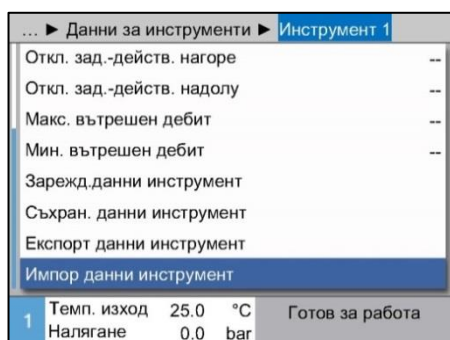 ... ► Данни за инструменти ► Инструмент 1
Откл. зад.-действ. нагоре --
Откл. зад.-действ. надолу --
Макс. вътрешен дебит --
Мин. вътрешен дебит --
Зарежд.данни инструмент
Съхран. данни инструмент
Експорт данни инструмент
Импор данни инструмент
1 Темп. изход 25.0 °C Готов за работа
Налягане 0.0 bar